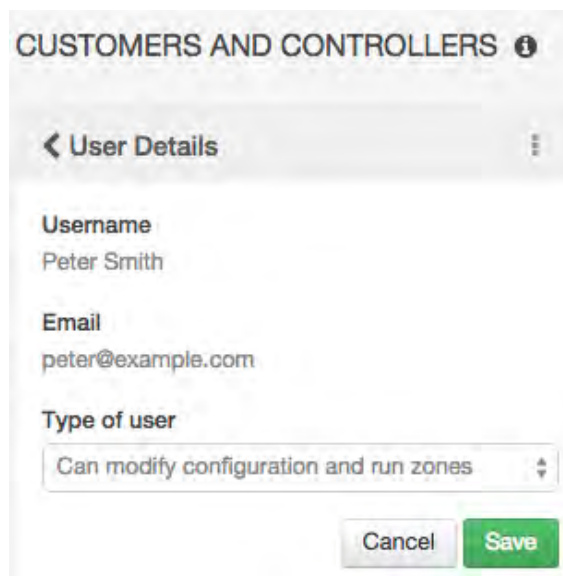 CUSTOMERS AND CONTROLLERS
User Details
Username
Peter Smith
Email
peter@example.com
Type of user
Can modify configuration and run zones
Cancel Save